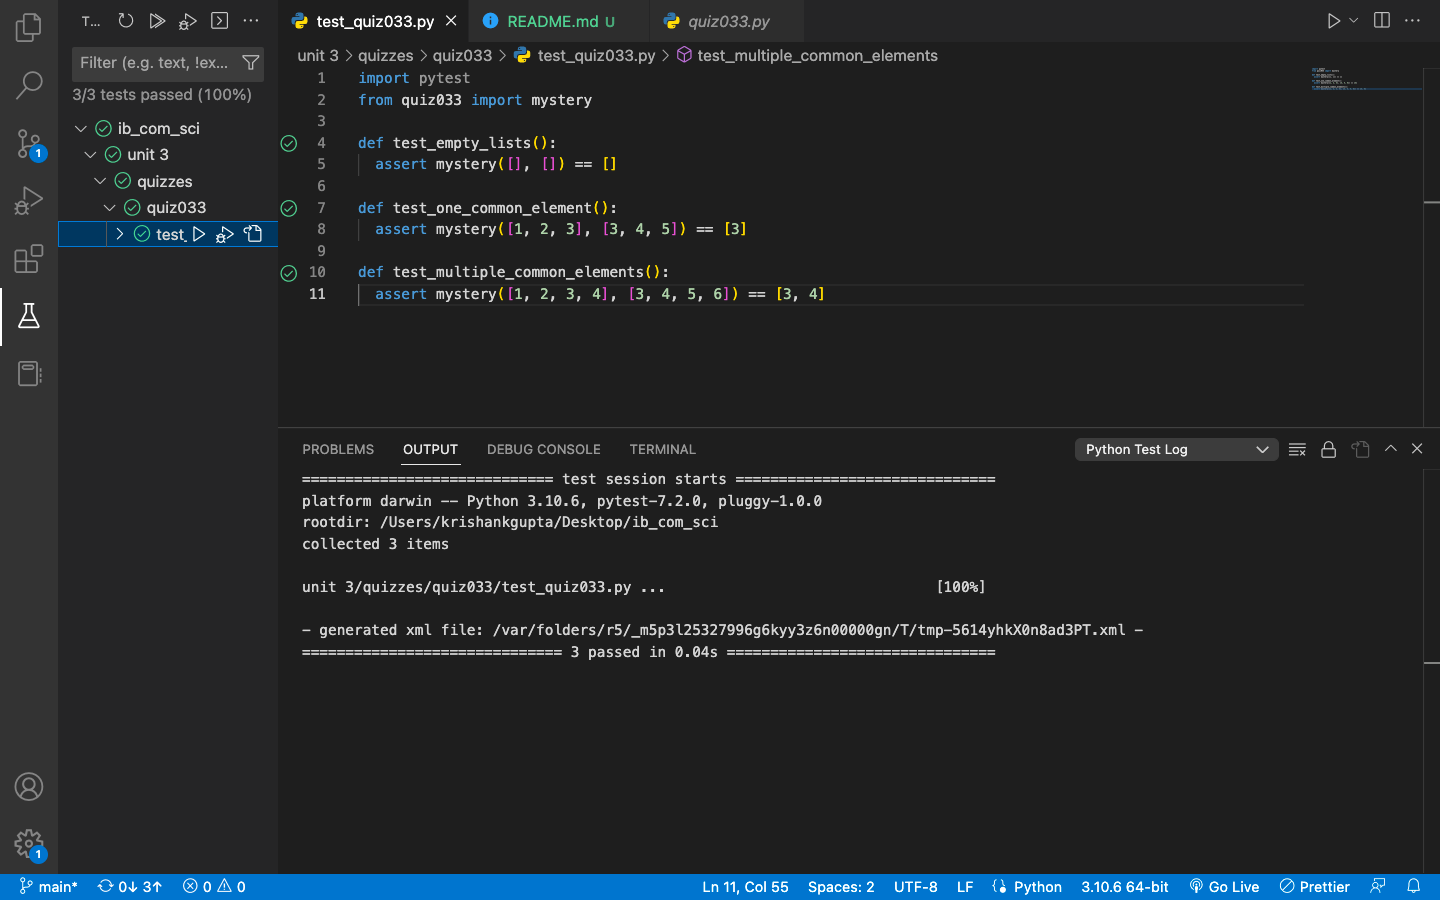 T...
test_quiz033.py
README.md U
quiz033.py
Filter (e.g. text, !ex...
3/3 tests passed (100%)
ib_com_sci
unit 3
quizzes
quiz033
test_
1
unit 3 > quizzes > quiz033 > test_quiz033.py > test_multiple_common_elements
1 import pytest
2 from quiz033 import mystery
3
4 def test_empty_lists():
5 assert mystery([], []) == []
6
7 def test_one_common_element():
8 assert mystery([1, 2, 3], [3, 4, 5]) == [3]
9
10 def test_multiple_common_elements():
11 assert mystery([1, 2, 3, 4], [3, 4, 5, 6]) == [3, 4]
PROBLEMS OUTPUT DEBUG CONSOLE TERMINAL
Python Test Log
============================= test session starts ==============================
platform darwin -- Python 3.10.6, pytest-7.2.0, pluggy-1.0.0
rootdir: /Users/krishankgupta/Desktop/ib_com_sci
collected 3 items
unit 3/quizzes/quiz033/test_quiz033.py ... [100%]
- generated xml file: /var/folders/r5/_m5p3l25327996g6kyy3z6n00000gn/T/tmp-5614yhkX0n8ad3PT.xml -
============================== 3 passed in 0.04s ===============================
1
main* 0↓ 3↑ 0 0
Ln 11, Col 55 Spaces: 2 UTF-8 LF Python 3.10.6 64-bit Go Live Prettier